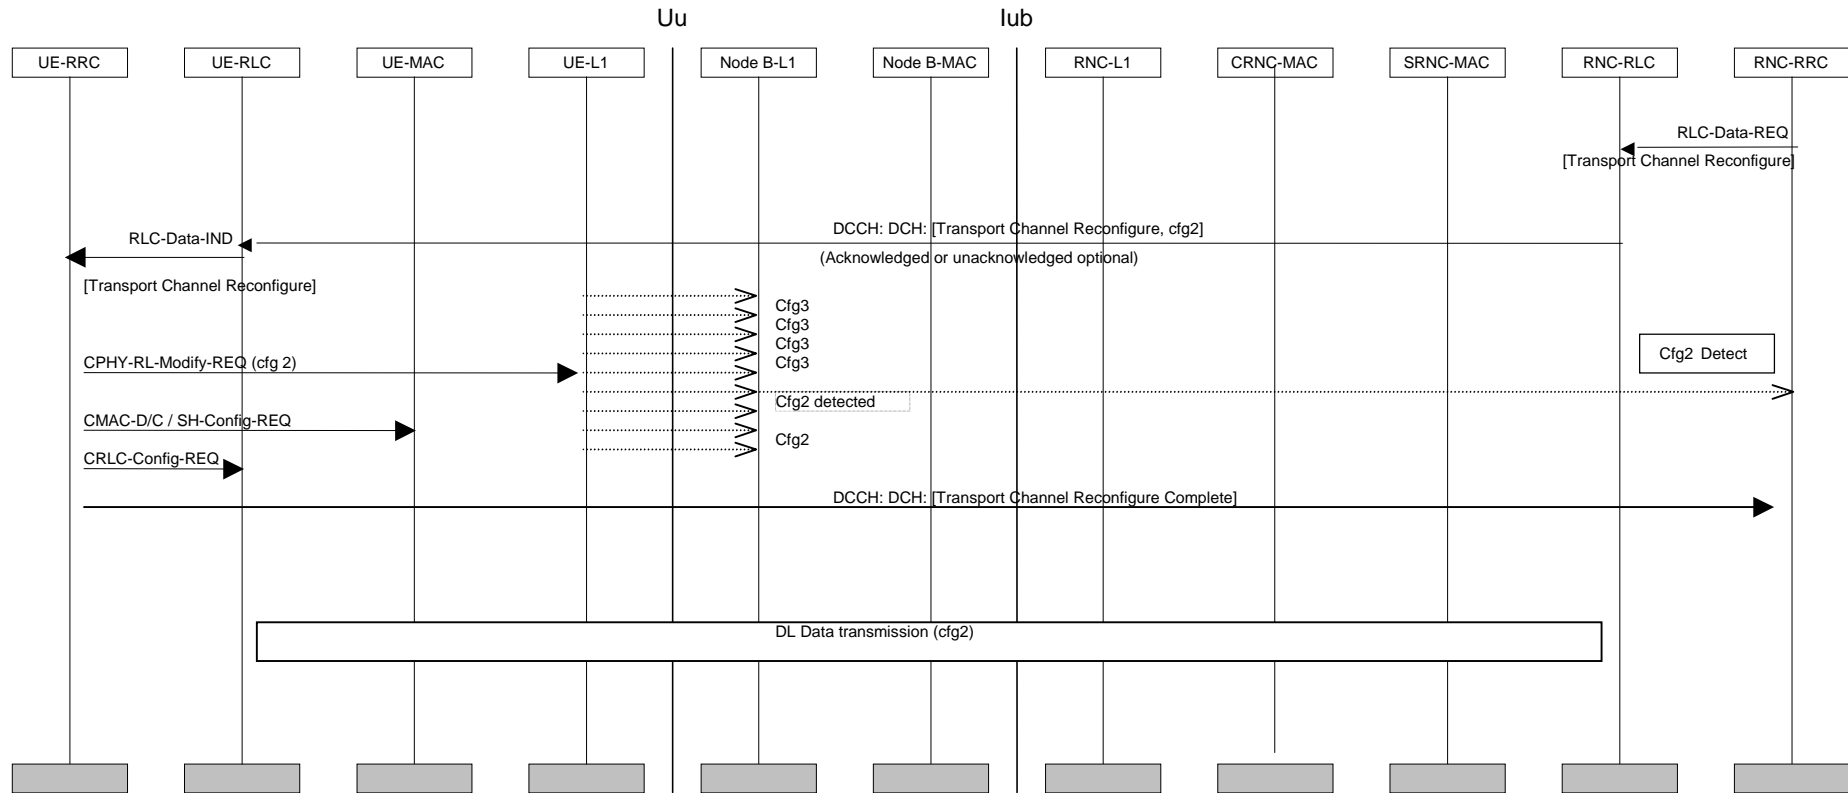 Uu
Iub
UE-RRC
UE-RLC
UE-MAC
UE-L1
Node B-L1
Node B-MAC
RNC-L1
CRNC-MAC
SRNC-MAC
RNC-RLC
RNC-RRC
RLC-Data-REQ
[Transport Channel Reconfigure]
DCCH: DCH: [Transport Channel Reconfigure, cfg2]
RLC-Data-IND
(Acknowledged or unacknowledged optional)
[Transport Channel Reconfigure]
Cfg3
Cfg3
Cfg3
Cfg2 Detect
Cfg3
CPHY-RL-Modify-REQ (cfg 2)
Cfg2 detected
CMAC-D/C / SH-Config-REQ
Cfg2
CRLC-Config-REQ
DCCH: DCH: [Transport Channel Reconfigure Complete]
DL Data transmission (cfg2)